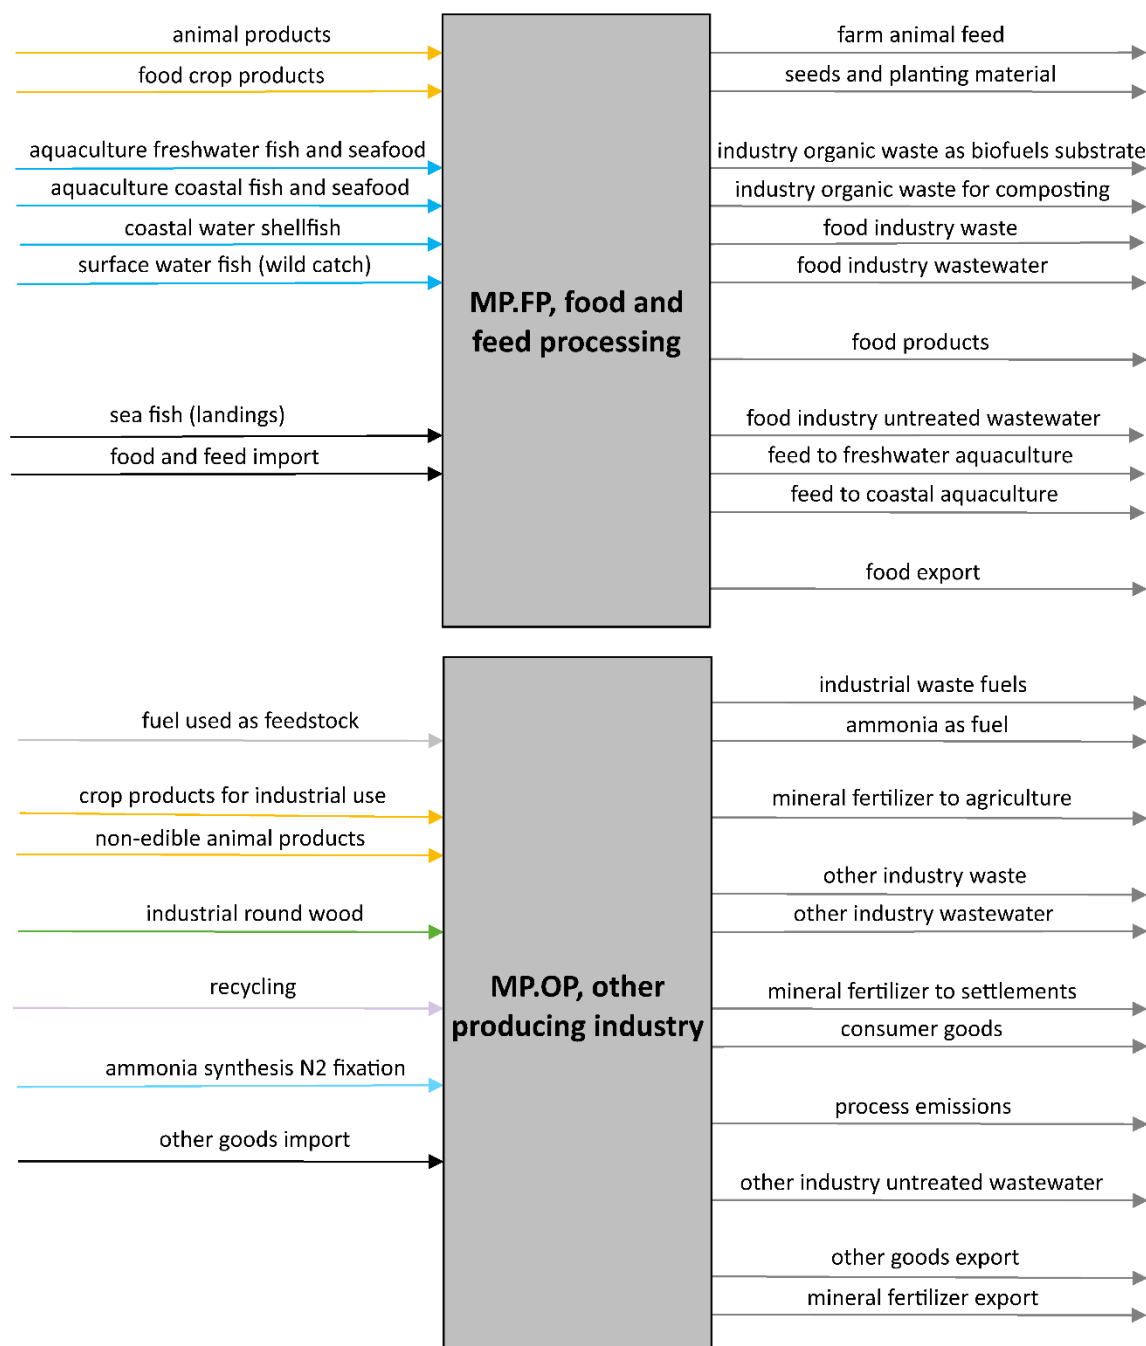 animal products
food crop products
aquaculture freshwater fish and seafood
aquaculture coastal fish and seafood
coastal water shellfish
surface water fish (wild catch)
sea fish (landings)
food and feed import
MP.FP, food and
feed processing
farm animal feed
seeds and planting material
industry organic waste as biofuels substrate
industry organic waste for composting
food industry waste
food industry wastewater
food products
food industry untreated wastewater
feed to freshwater aquaculture
feed to coastal aquaculture
food export
fuel used as feedstock
crop products for industrial use
non-edible animal products
industrial round wood
recycling
ammonia synthesis N2 fixation
other goods import
MP.OP, other
producing industry
industrial waste fuels
ammonia as fuel
mineral fertilizer to agriculture
other industry waste
other industry wastewater
mineral fertilizer to settlements
consumer goods
process emissions
other industry untreated wastewater
other goods export
mineral fertilizer export